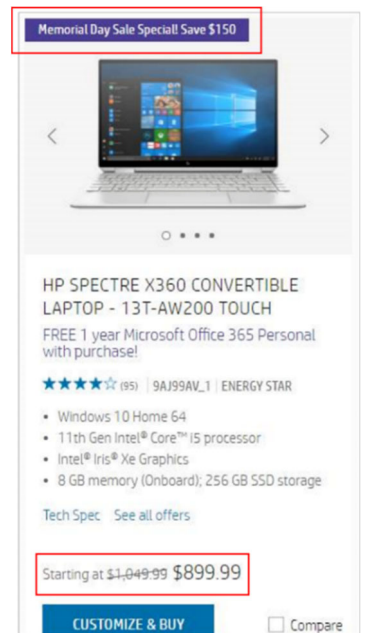 Memorial Day Sale Special! Save $150
HP SPECTRE X360 CONVERTIBLE
LAPTOP - 13T-AW200 TOUCH
FREE 1 year Microsoft Office 365 Personal
with purchase!
(95) 9AJ99AV_1 ENERGY STAR
• Windows 10 Home 64
• 11th Gen Intel® Core™ i5 processor
• Intel® Iris® Xe Graphics
• 8 GB memory (Onboard); 256 GB SSD storage
Tech Spec See all offers
Starting at $1,049.99 $899.99
CUSTOMIZE & BUY Compare